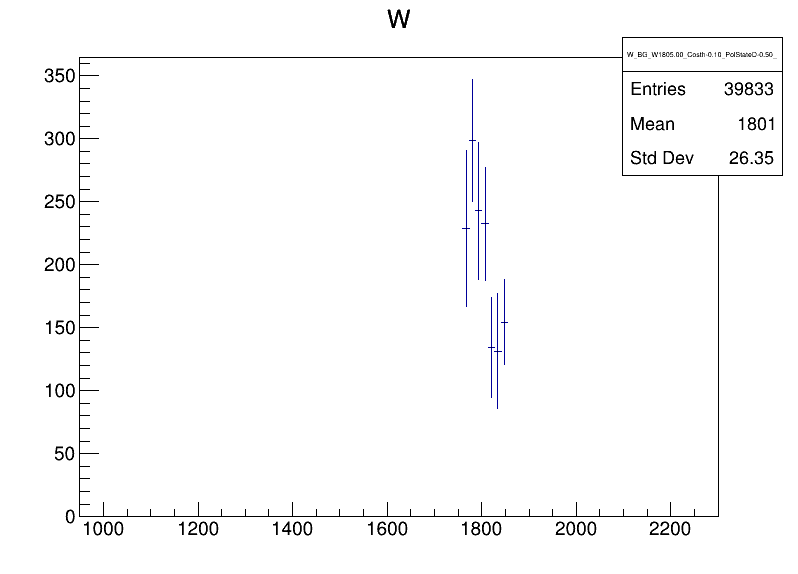 W
W_BG_W1805.00_Costh-0.10_PolStateD-0.50_
Entries 39833
Mean 1801
Std Dev 26.35
350
300
250
200
150
100
50
0
1000 1200 1400 1600 1800 2000 2200